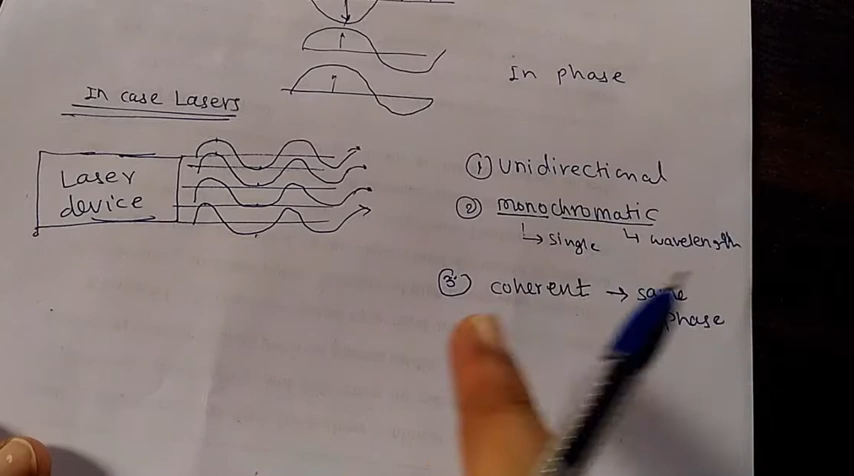 In phase
In case Lasers
Laser
device
① Unidirectional
② monochromatic
↳ single ↳ wavelength
③ coherent → same
phase